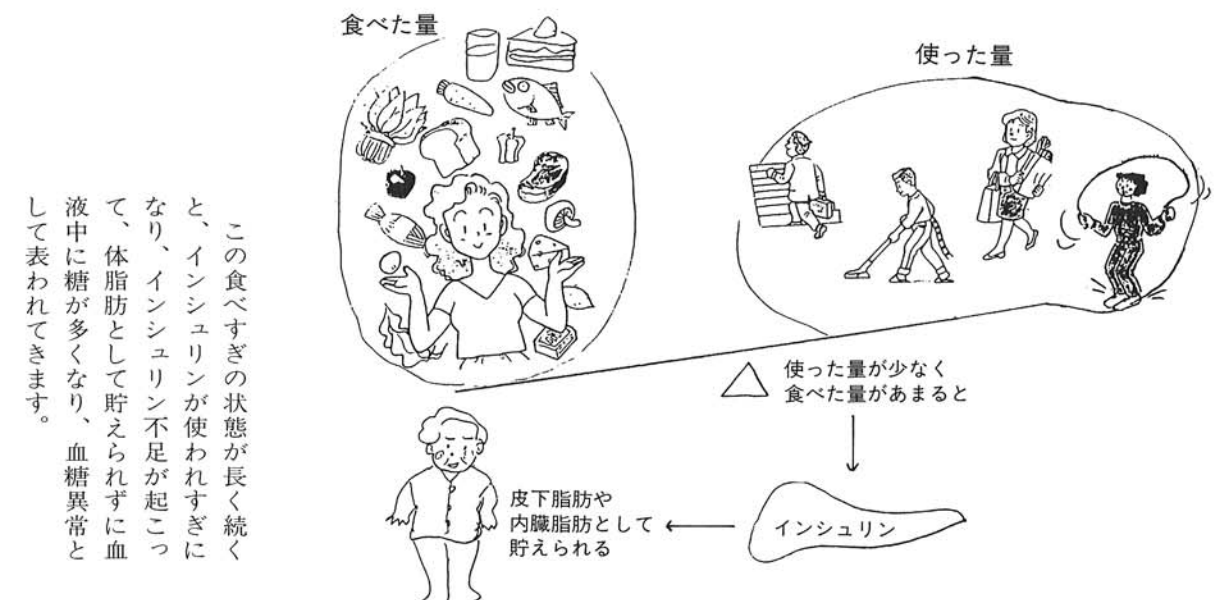 食べた量
使った量
使った量が少なく
食べた量があまると
インシュリン
皮下脂肪や
内臓脂肪として
貯えられる
この食べすぎの状態が長く続く
と、インシュリンが使われすぎに
なり、インシュリン不足が起こっ
て、体脂肪として貯えられずに血
液中に糖が多くなり、血糖異常と
して表われてきます。